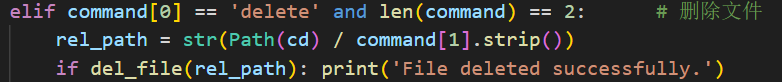 elif command[0] == 'delete' and len(command) == 2:        # 删除文件
    rel_path = str(Path(cd) / command[1].strip())
    if del_file(rel_path): print('File deleted successfully.')